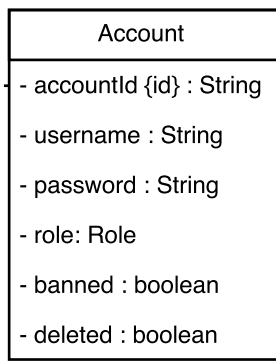 Account
- accountId {id} : String
- username : String
- password : String
- role: Role
- banned : boolean
- deleted : boolean